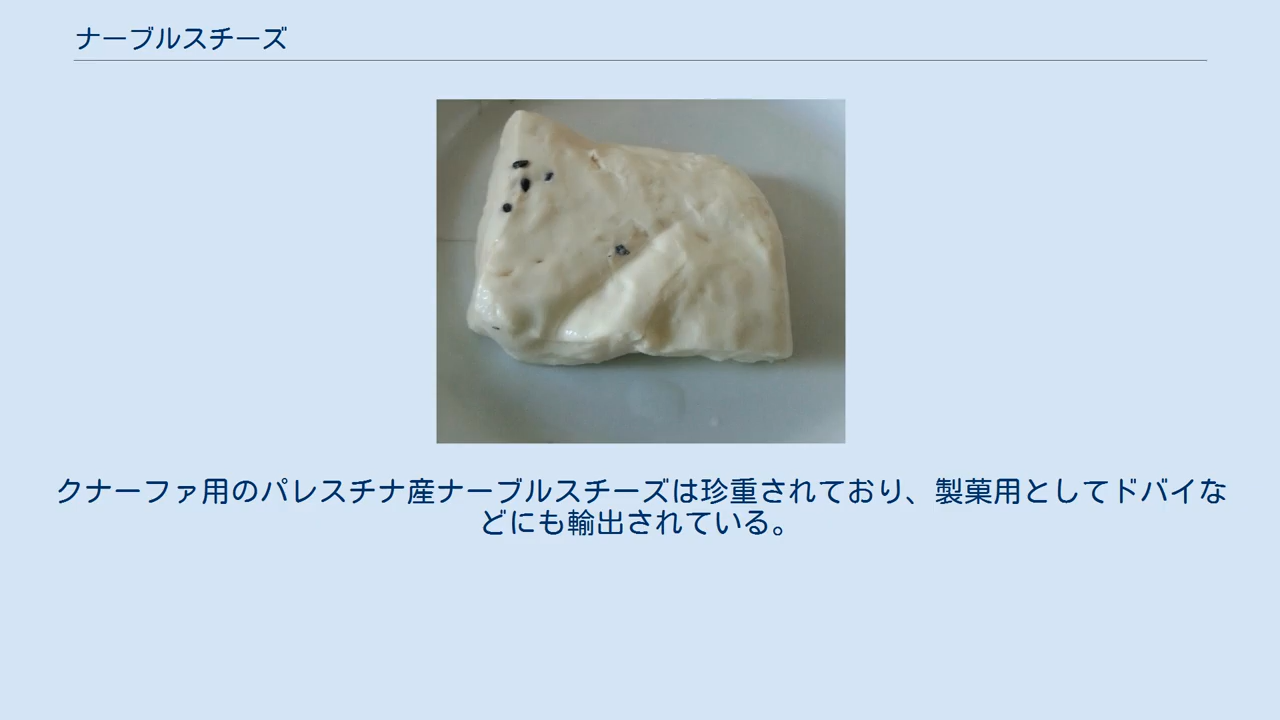 ナーブルスチーズ
クナーファ用のパレスチナ産ナーブルスチーズは珍重されており、製菓用としてドバイな
どにも輸出されている。